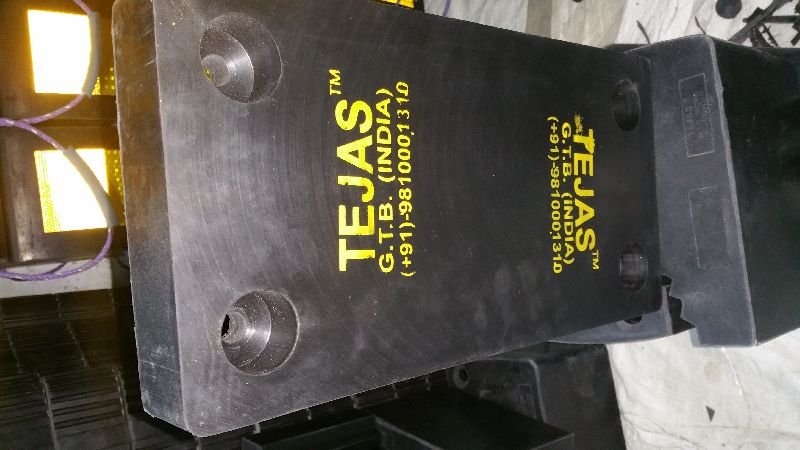 TEJAS™
G.T.B. (INDIA)
(+91)-9810001310
TEJAS™
G.T.B. (INDIA)
(+91)-9810001310